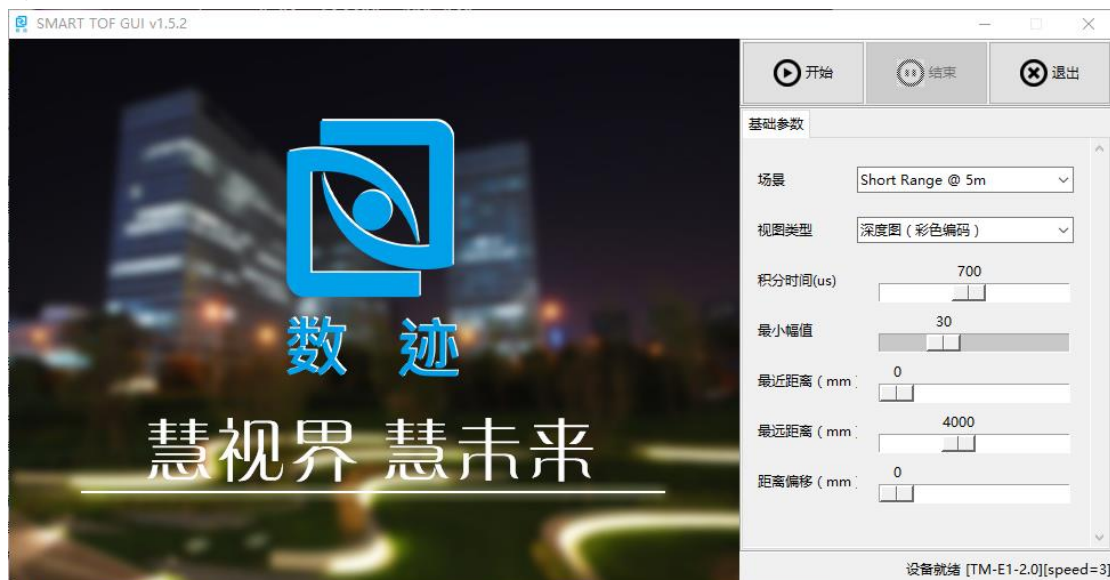 SMART TOF GUI v1.5.2
数 迹
慧视界 慧未来
开始
结束
退出
基础参数
场景 Short Range @ 5m
视图类型 深度图（彩色编码）
700
积分时间(us)
30
最小幅值
0
最近距离（mm
4000
最远距离（mm
0
距离偏移（mm
设备就绪 [TM-E1-2.0][speed=3]